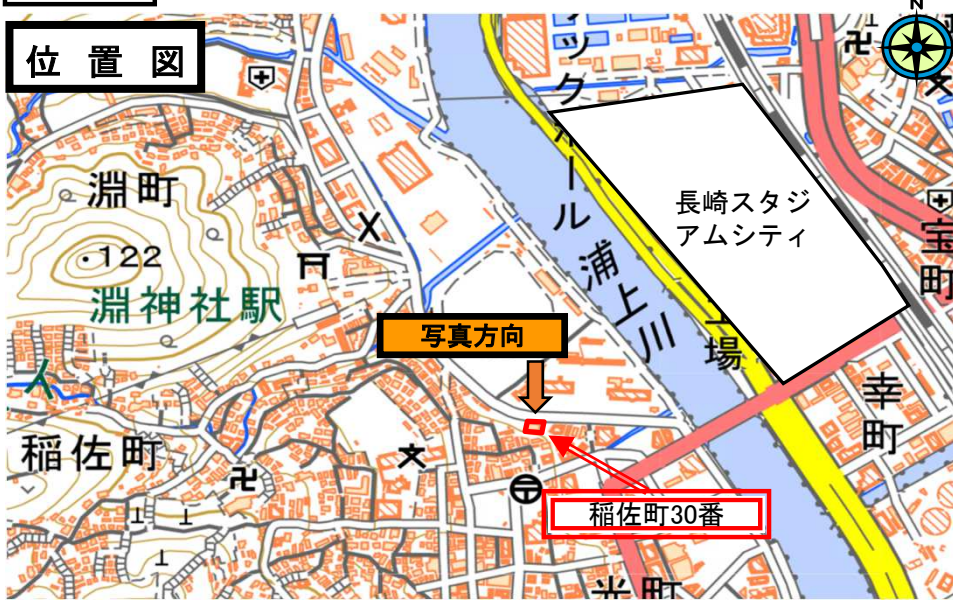 位置図
N
ック
ホール
淵町
・122
淵神社駅
長崎スタジ
アムシティ
宝町
浦上川
写真方向
工場
幸町
稲佐町
稲佐町30番
光町